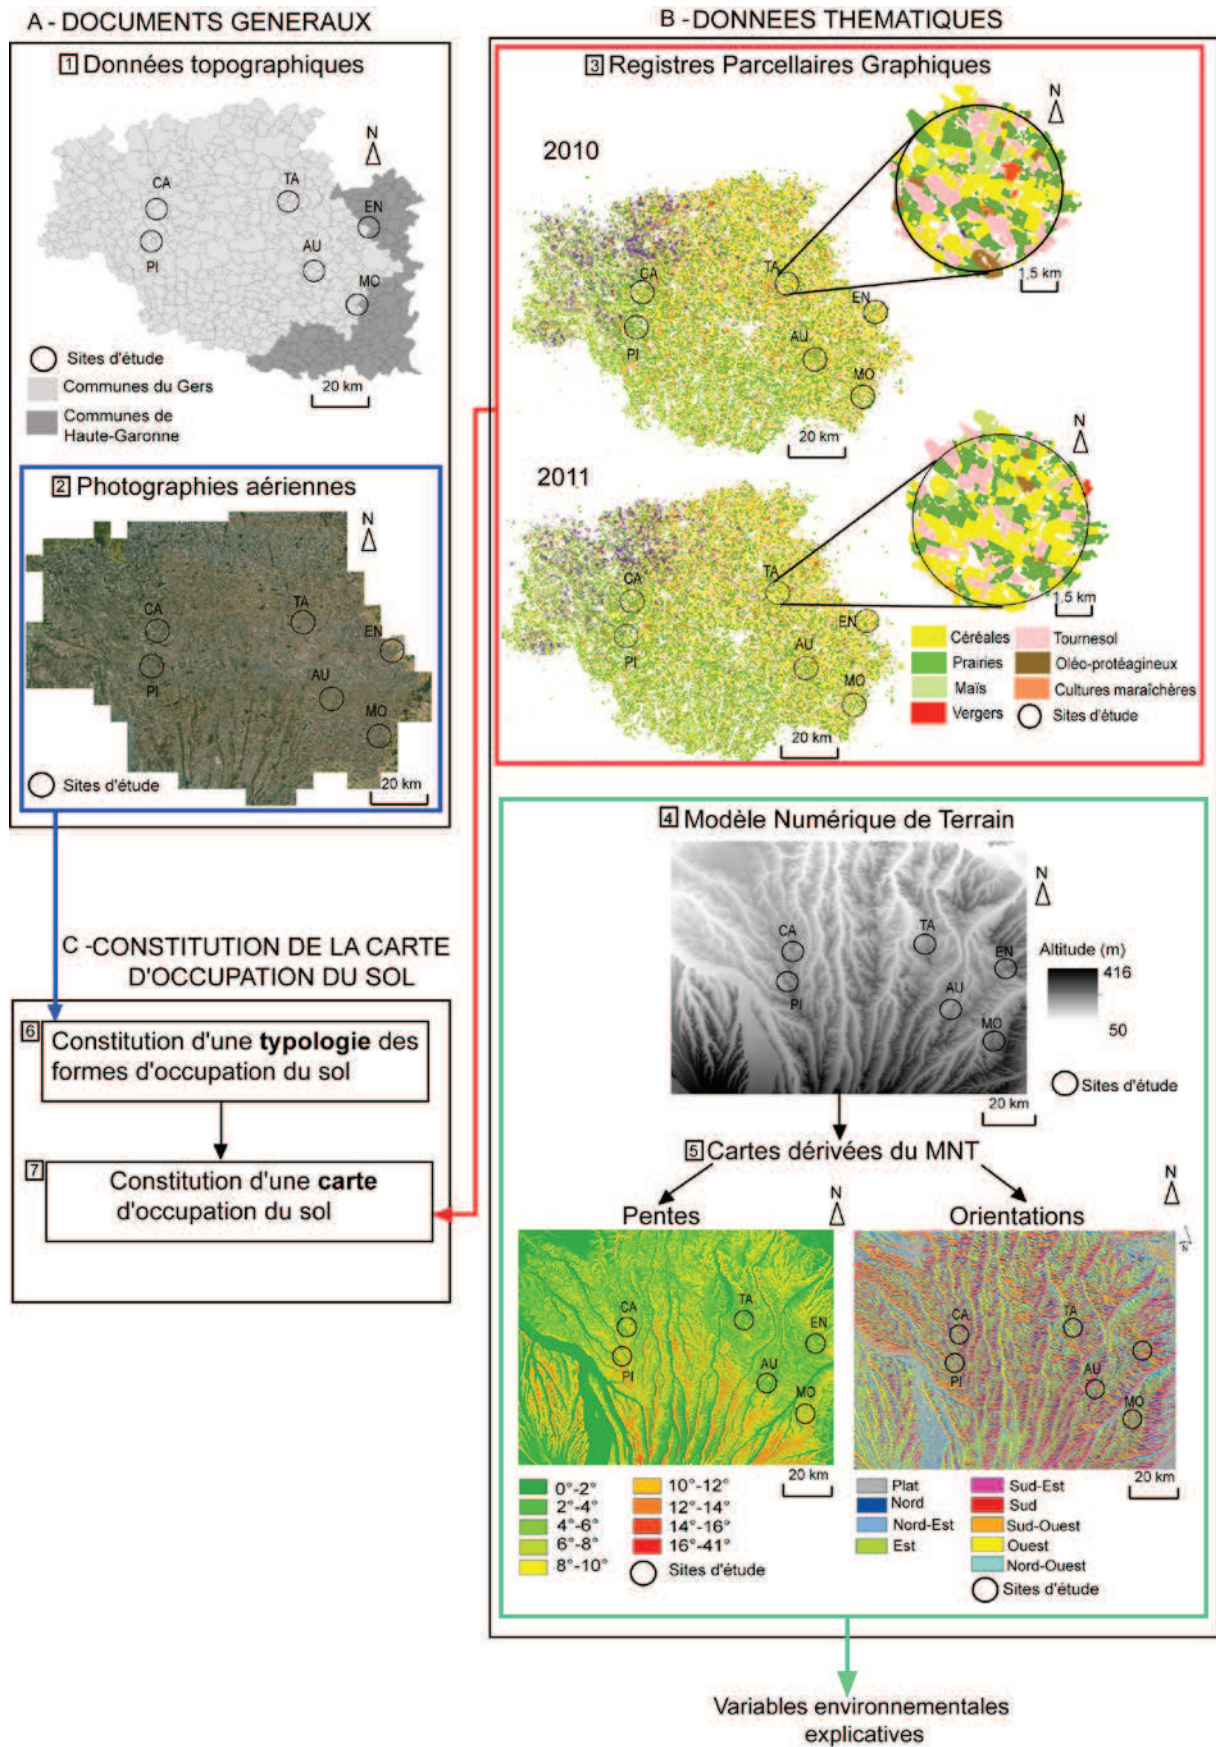 A - DOCUMENTS GENERAUX
1 Données topographiques
N
CA
TA
EN
PI
AU
MO
Sites d'étude
Communes du Gers
Communes de
Haute-Garonne
20 km
2 Photographies aériennes
N
CA
TA
EN
PI
AU
MO
Sites d'étude
20 km
B - DONNEES THEMATIQUES
3 Registres Parcellaires Graphiques
2010
N
1,5 km
CA
TA
EN
PI
AU
MO
20 km
2011
N
1,5 km
CA
TA
EN
PI
AU
MO
20 km
Céréales
Prairies
Maïs
Vergers
Tournesol
Oléo-protéagineux
Cultures maraîchères
Sites d'étude
4 Modèle Numérique de Terrain
N
CA
TA
EN
PI
AU
MO
Altitude (m)
416
50
Sites d'étude
20 km
5 Cartes dérivées du MNT
Pentes
N
CA
TA
EN
PI
AU
MO
20 km
0°-2°
2°-4°
4°-6°
6°-8°
8°-10°
10°-12°
12°-14°
14°-16°
16°-41°
Sites d'étude
Orientations
N
N
CA
TA
PI
AU
MO
20 km
Plat
Nord
Nord-Est
Est
Sud-Est
Sud
Sud-Ouest
Ouest
Nord-Ouest
Sites d'étude
C - CONSTITUTION DE LA CARTE
D'OCCUPATION DU SOL
6 Constitution d'une typologie des
formes d'occupation du sol
7 Constitution d'une carte
d'occupation du sol
Variables environnementales
explicatives